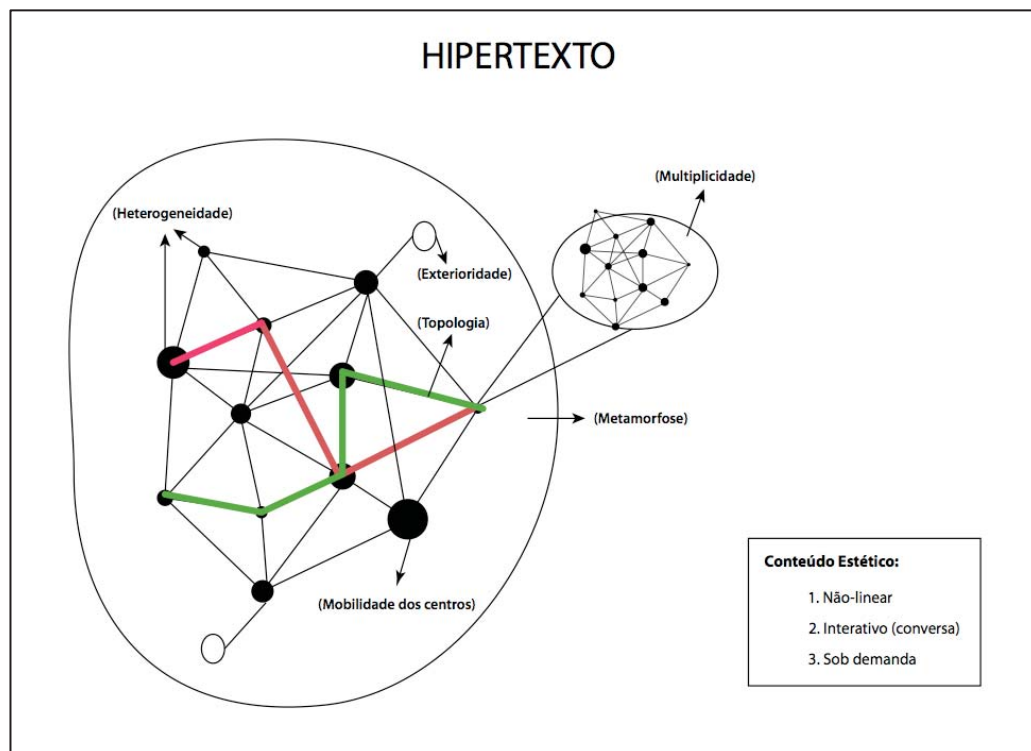 HIPERTEXTO
(Multiplicidade)
(Heterogeneidade)
(Exterioridade)
(Topologia)
(Metamorfose)
(Mobilidade dos centros)
Conteúdo Estético:
1. Não-linear
2. Interativo (conversa)
3. Sob demanda